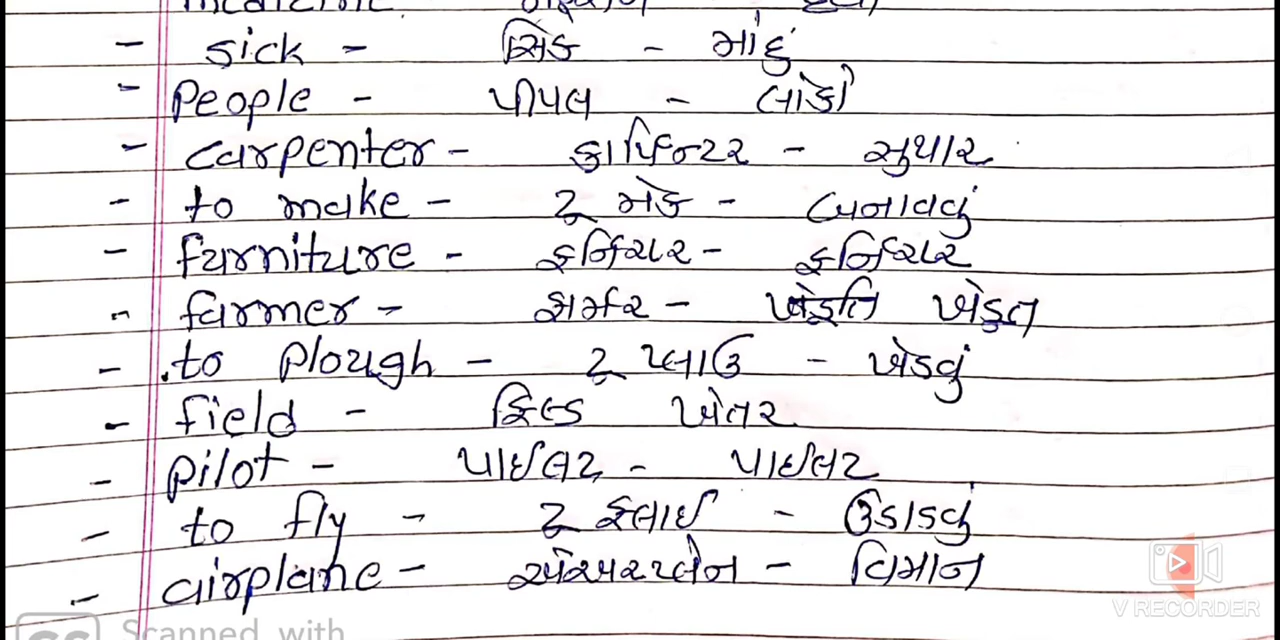 - sick - સિક - માંદું
- People - પીપલ - લોકો
- carpenter - કાર્પિન્ટર - સુથાર
- to make - ટૂ મેક - બનાવવું
- furniture - ફર્નિચર - ફર્નિચર
- farmer - ફાર્મર - ખેડૂત
- to plough - ટૂ પ્લાઉ - ખેડવું
- field - ફિલ્ડ ખેતર
- pilot - પાઇલટ - પાઇલટ
- to fly - ટૂ ફ્લાઈ - ઉડાડવું
- airplane - - વિમાન
V RECORDER
Scanned with